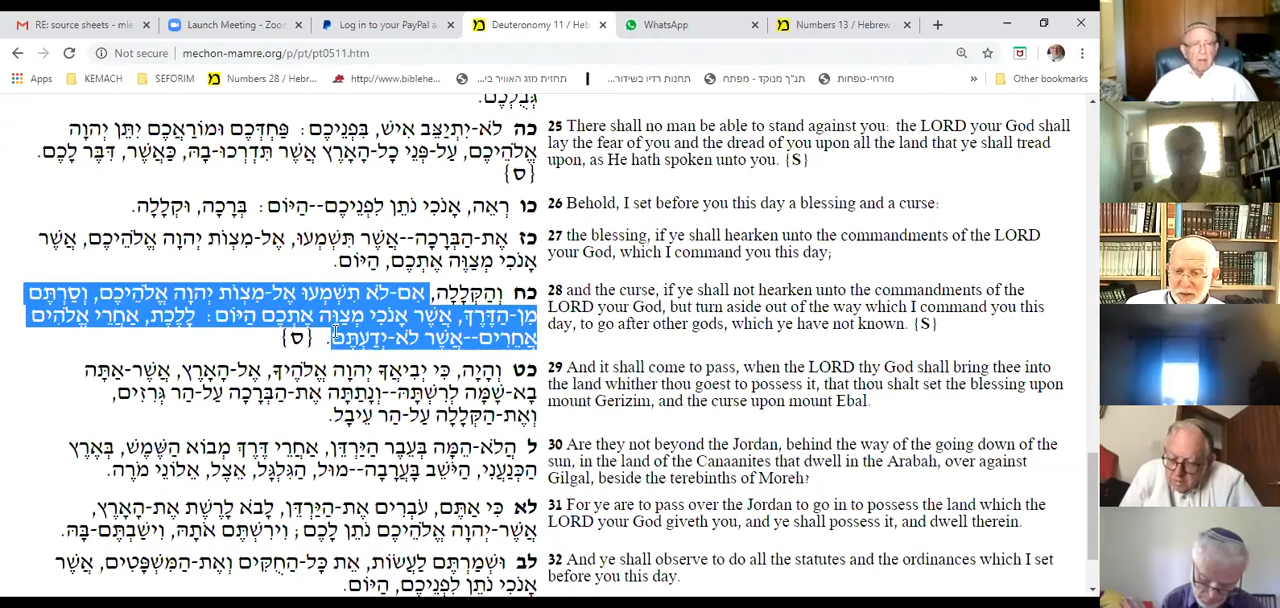 RE: source sheets - mle
Launch Meeting - Zoo
Log in to your PayPal a
Deuteronomy 11 / Heb
WhatsApp
Numbers 13 / Hebrew
Not secure
mechon-mamre.org/p/pt/pt0511.htm
Apps
KEMACH
SEFORIM
Numbers 28 / Hebr...
http://www.biblehe...
תחזית מזג האוויר בי...
תחנות רדיו בשידור...
תנ"ך מנוקד - מפתח
מזרחי-טפחות
»
Other bookmarks
גְּבֻלְכֶם.
כה לֹא-יִתְיַצֵּב אִישׁ, בִּפְנֵיכֶם: פַּחְדְּכֶם וּמוֹרַאֲכֶם יִתֵּן יְהוָה
אֱלֹהֵיכֶם, עַל-פְּנֵי כָל-הָאָרֶץ אֲשֶׁר תִּדְרְכוּ-בָהּ, כַּאֲשֶׁר, דִּבֶּר לָכֶם.
{ס}
25 There shall no man be able to stand against you: the LORD your God shall
lay the fear of you and the dread of you upon all the land that ye shall tread
upon, as He hath spoken unto you. {S}
כו רְאֵה, אָנֹכִי נֹתֵן לִפְנֵיכֶם--הַיּוֹם: בְּרָכָה, וּקְלָלָה.
26 Behold, I set before you this day a blessing and a curse:
כז אֶת-הַבְּרָכָה--אֲשֶׁר תִּשְׁמְעוּ, אֶל-מִצְו‍ֹת יְהוָה אֱלֹהֵיכֶם, אֲשֶׁר
אָנֹכִי מְצַוֶּה אֶתְכֶם, הַיּוֹם.
27 the blessing, if ye shall hearken unto the commandments of the LORD
your God, which I command you this day;
כח וְהַקְּלָלָה, אִם-לֹא תִשְׁמְעוּ אֶל-מִצְו‍ֹת יְהוָה אֱלֹהֵיכֶם, וְסַרְתֶּם
מִן-הַדֶּרֶךְ, אֲשֶׁר אָנֹכִי מְצַוֶּה אֶתְכֶם הַיּוֹם: לָלֶכֶת, אַחֲרֵי אֱלֹהִים
אֲחֵרִים--אֲשֶׁר לֹא-יְדַעְתֶּם. {ס}
28 and the curse, if ye shall not hearken unto the commandments of the
LORD your God, but turn aside out of the way which I command you this
day, to go after other gods, which ye have not known. {S}
כט וְהָיָה, כִּי יְבִיאֲךָ יְהוָה אֱלֹהֶיךָ, אֶל-הָאָרֶץ, אֲשֶׁר-אַתָּה
בָא-שָׁמָּה לְרִשְׁתָּהּ--וְנָתַתָּה אֶת-הַבְּרָכָה עַל-הַר גְּרִזִים,
וְאֶת-הַקְּלָלָה עַל-הַר עֵיבָל.
29 And it shall come to pass, when the LORD thy God shall bring thee into
the land whither thou goest to possess it, that thou shalt set the blessing upon
mount Gerizim, and the curse upon mount Ebal.
ל הֲלֹא-הֵמָּה בְּעֵבֶר הַיַּרְדֵּן, אַחֲרֵי דֶּרֶךְ מְבוֹא הַשֶּׁמֶשׁ, בְּאֶרֶץ
הַכְּנַעֲנִי, הַיֹּשֵׁב בָּעֲרָבָה--מוּל, הַגִּלְגָּל, אֵצֶל, אֵלוֹנֵי מֹרֶה.
30 Are they not beyond the Jordan, behind the way of the going down of the
sun, in the land of the Canaanites that dwell in the Arabah, over against
Gilgal, beside the terebinths of Moreh?
לא כִּי אַתֶּם, עֹבְרִים אֶת-הַיַּרְדֵּן, לָבֹא לָרֶשֶׁת אֶת-הָאָרֶץ,
אֲשֶׁר-יְהוָה אֱלֹהֵיכֶם נֹתֵן לָכֶם; וִירִשְׁתֶּם אֹתָהּ, וִישַׁבְתֶּם-בָּהּ.
31 For ye are to pass over the Jordan to go in to possess the land which the
LORD your God giveth you, and ye shall possess it, and dwell therein.
לב וּשְׁמַרְתֶּם לַעֲשׂוֹת, אֵת כָּל-הַחֻקִּים וְאֶת-הַמִּשְׁפָּטִים, אֲשֶׁר
אָנֹכִי נֹתֵן לִפְנֵיכֶם, הַיּוֹם.
32 And ye shall observe to do all the statutes and the ordinances which I set
before you this day.